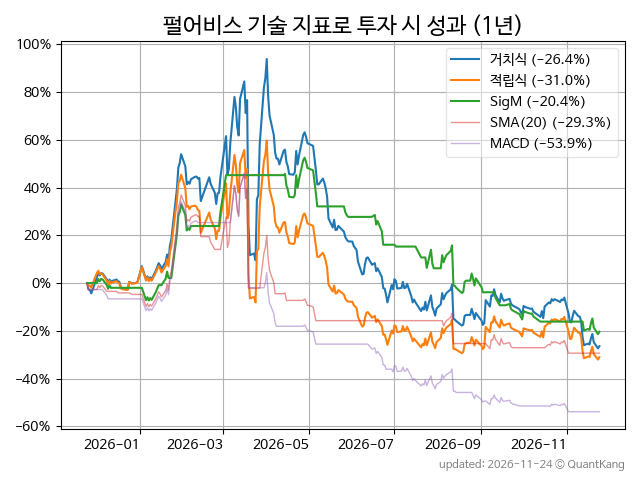 펄어비스 기술 지표로 투자 시 성과 (1년)
100%
80%
60%
40%
20%
0%
−20%
−40%
−60%
거치식 (−26.4%)
적립식 (−31.0%)
SigM (−20.4%)
SMA(20) (−29.3%)
MACD (−53.9%)
2026-01 2026-03 2026-05 2026-07 2026-09 2026-11
updated: 2026-11-24 © QuantKang